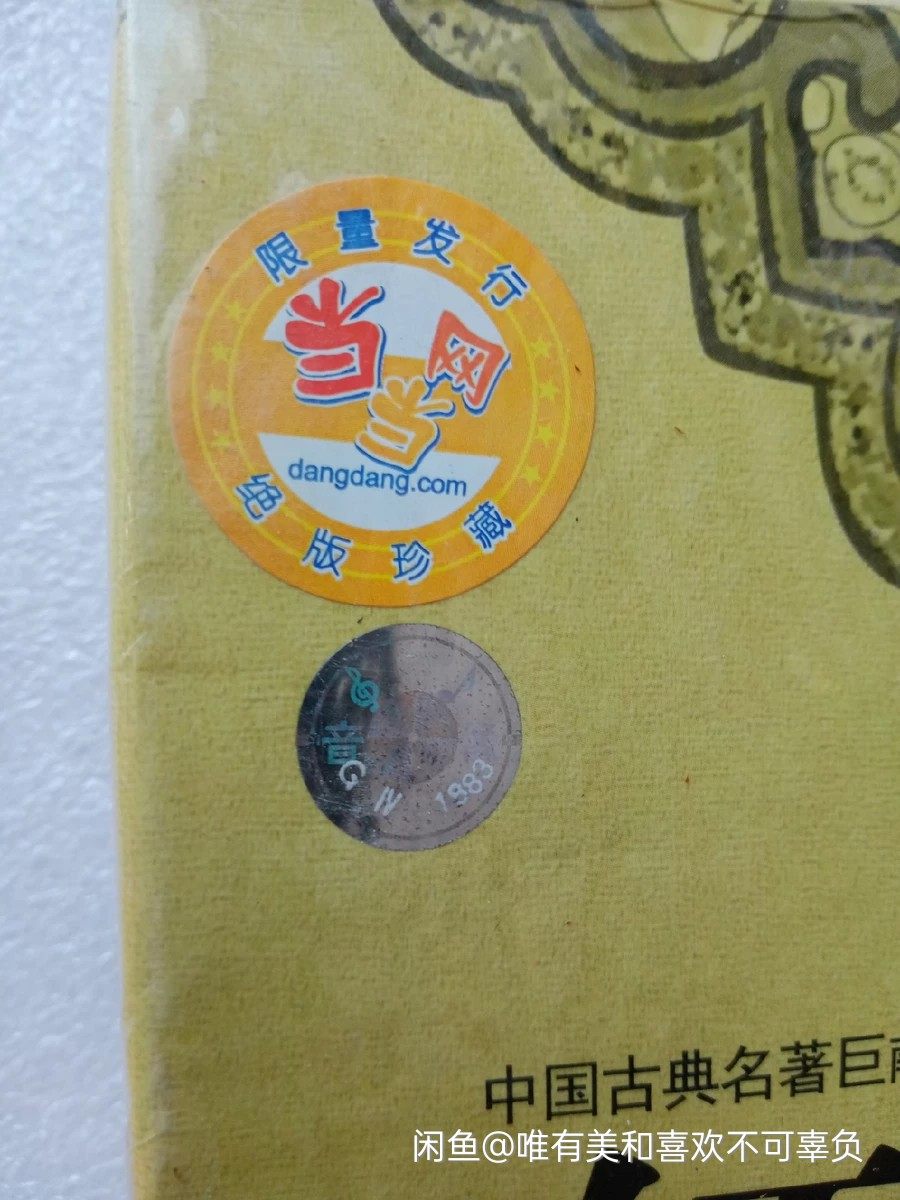 限量发行
当当网
dangdang.com
绝版珍藏
音
G N 1983
中国古典名著巨
闲鱼@唯有美和喜欢不可辜负